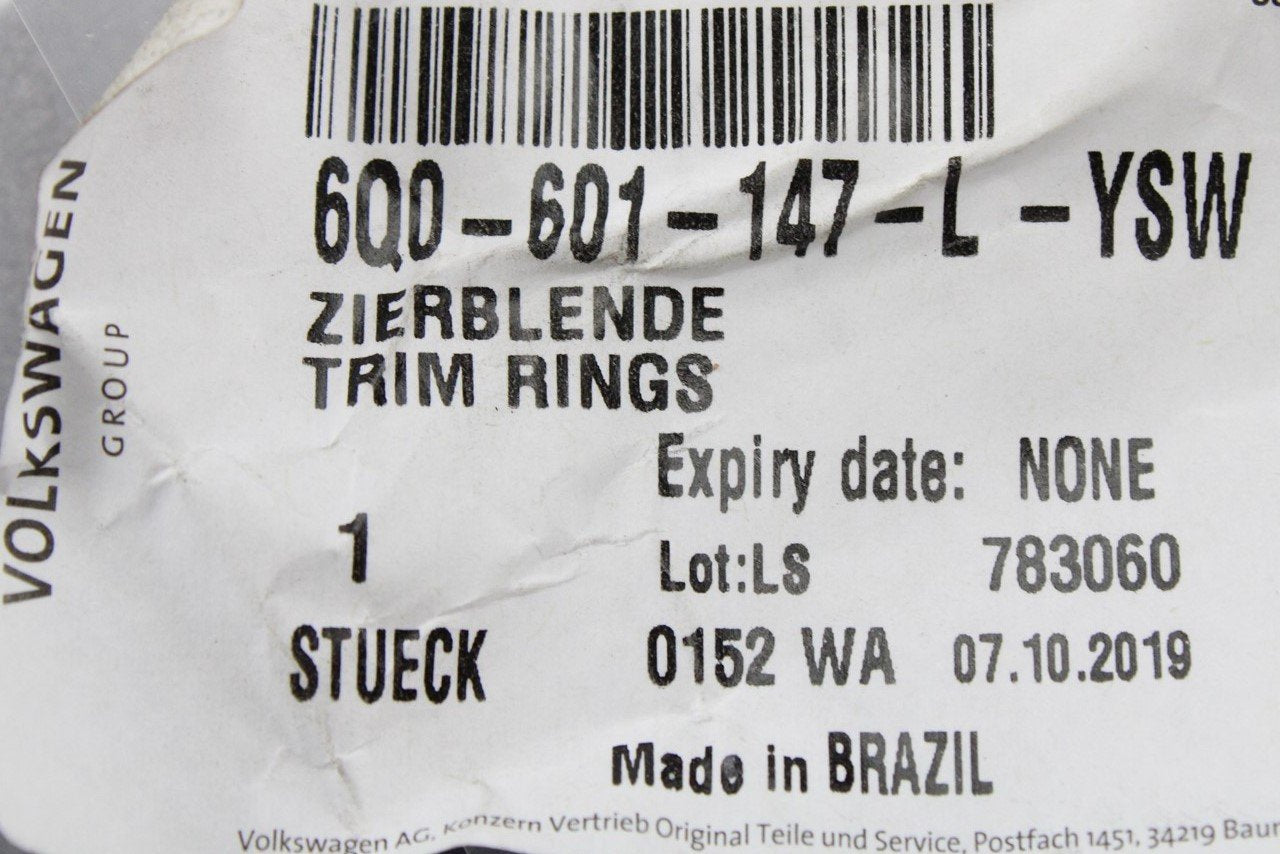 6Q0-601-147-L -YSW
ZIERBLENDE
TRIM RINGS
Expiry date: NONE
1
Lot:LS 783060
STUECK
0152 WA 07.10.2019
Made in BRAZIL
VOLKSWAGEN
GROUP
Volkswagen AG, Konzern Vertrieb Original Teile und Service, Postfach 1451, 34219